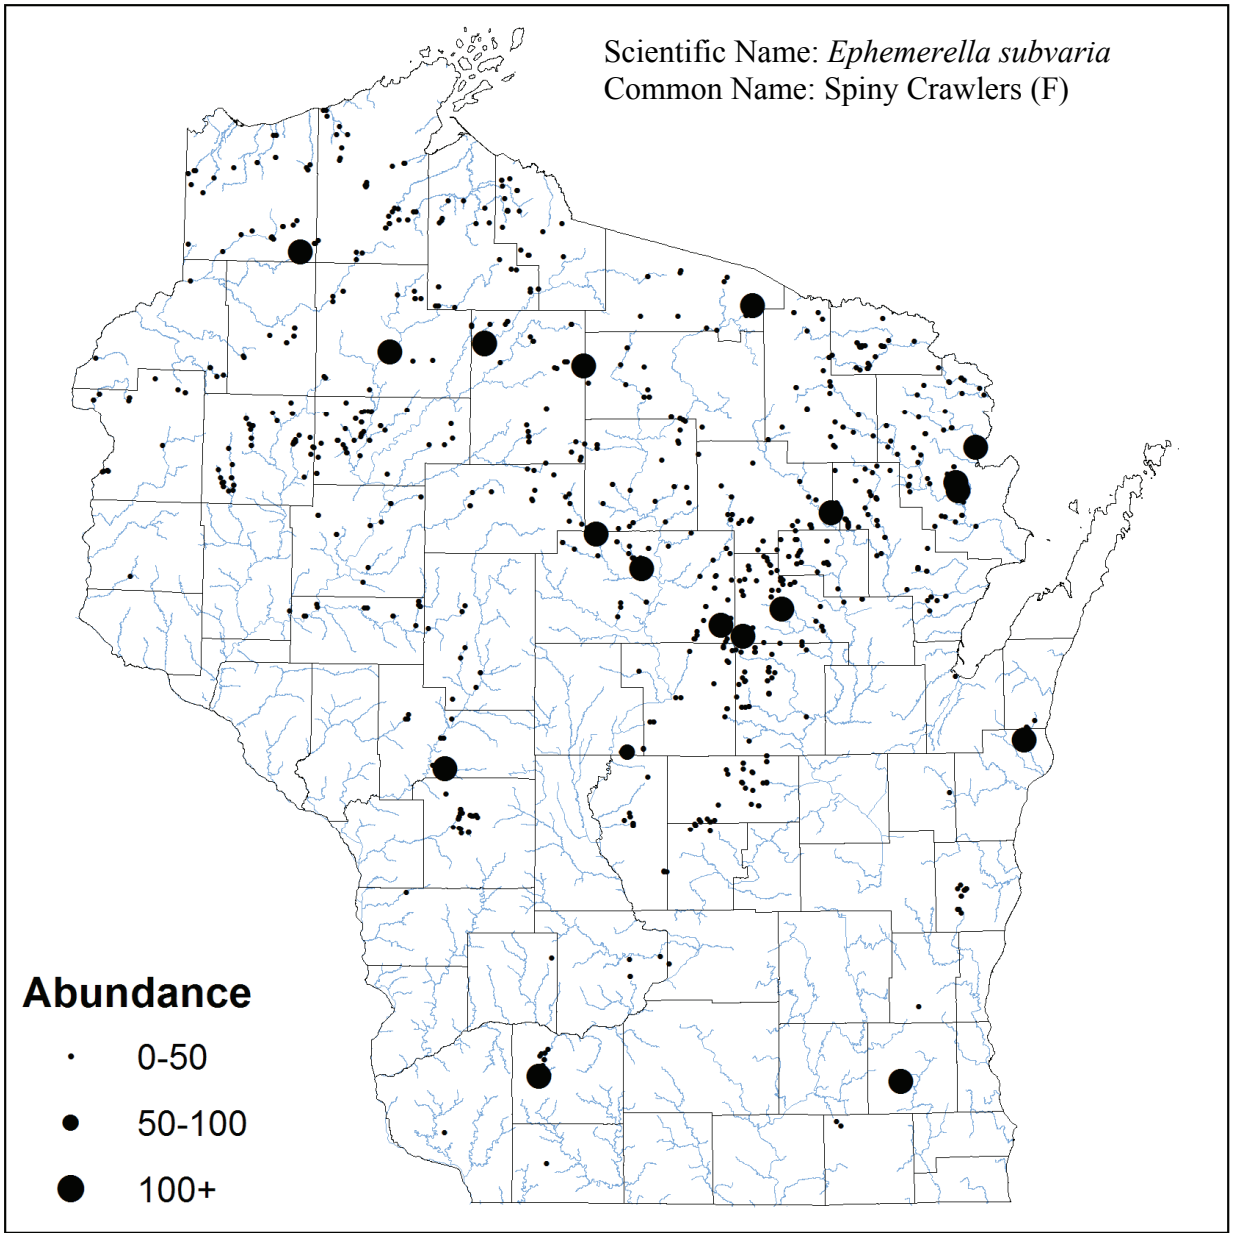 Scientific Name: Ephemerella subvaria
Common Name: Spiny Crawlers (F)
Abundance
0-50
50-100
100+